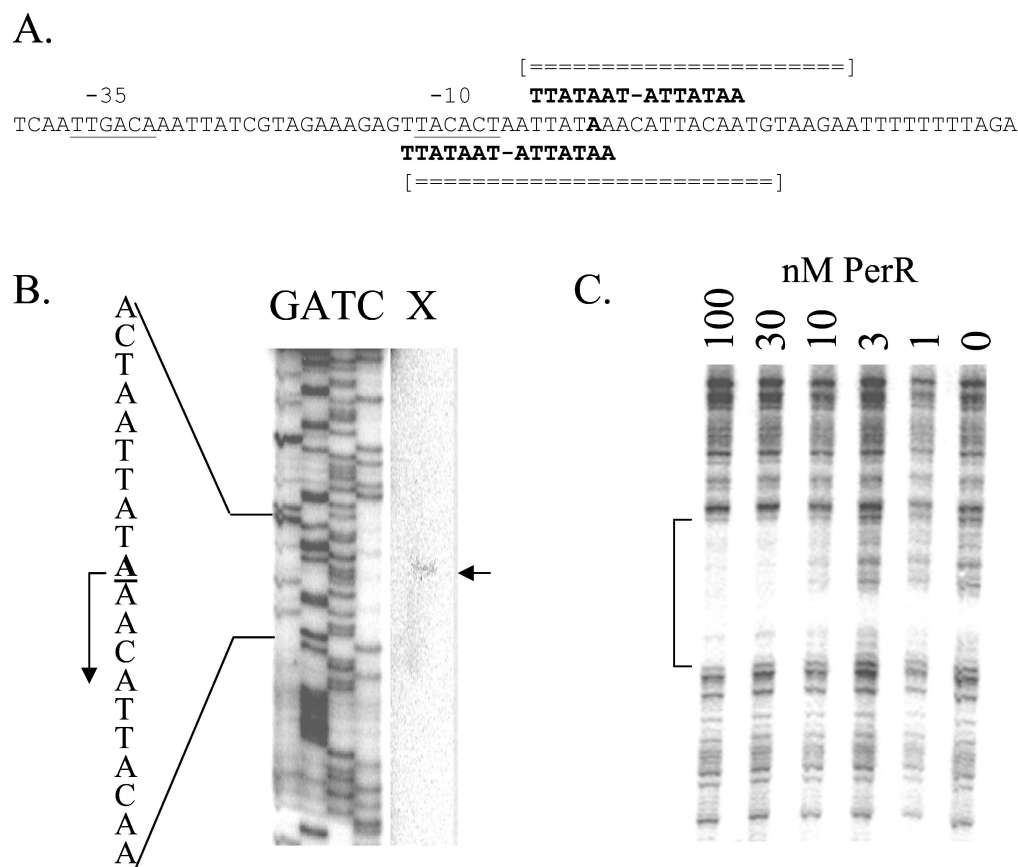 A.
[======================]
-35 -10 TTATAAT-ATTATAA
TCAATTGACAAATTATCGTAGAAAGAGTTACACTAATTATAAACATTACAATGTAAGAATTTTTTTTAGA
TTATAAT-ATTATAA
[=========================]
B.
A
C
T
A
A
T
T
A
T
A
A
A
C
A
T
T
A
C
A
A
GATC X
C.
nM PerR
100 30 10 3 1 0